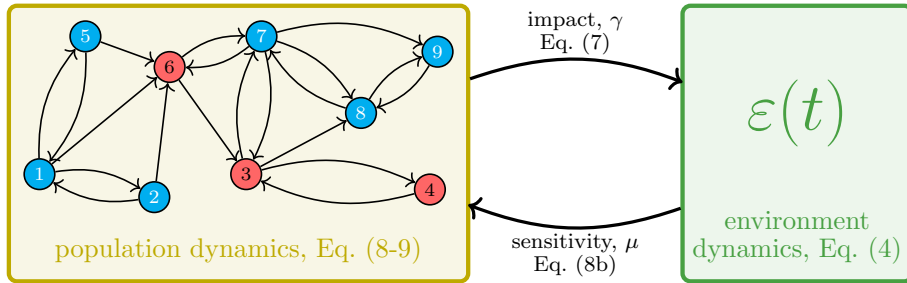 5
6
7
9
8
1
2
3
4
population dynamics, Eq. (8-9)
impact, γ
Eq. (7)
sensitivity, μ
Eq. (8b)
ε(t)
environment
dynamics, Eq. (4)